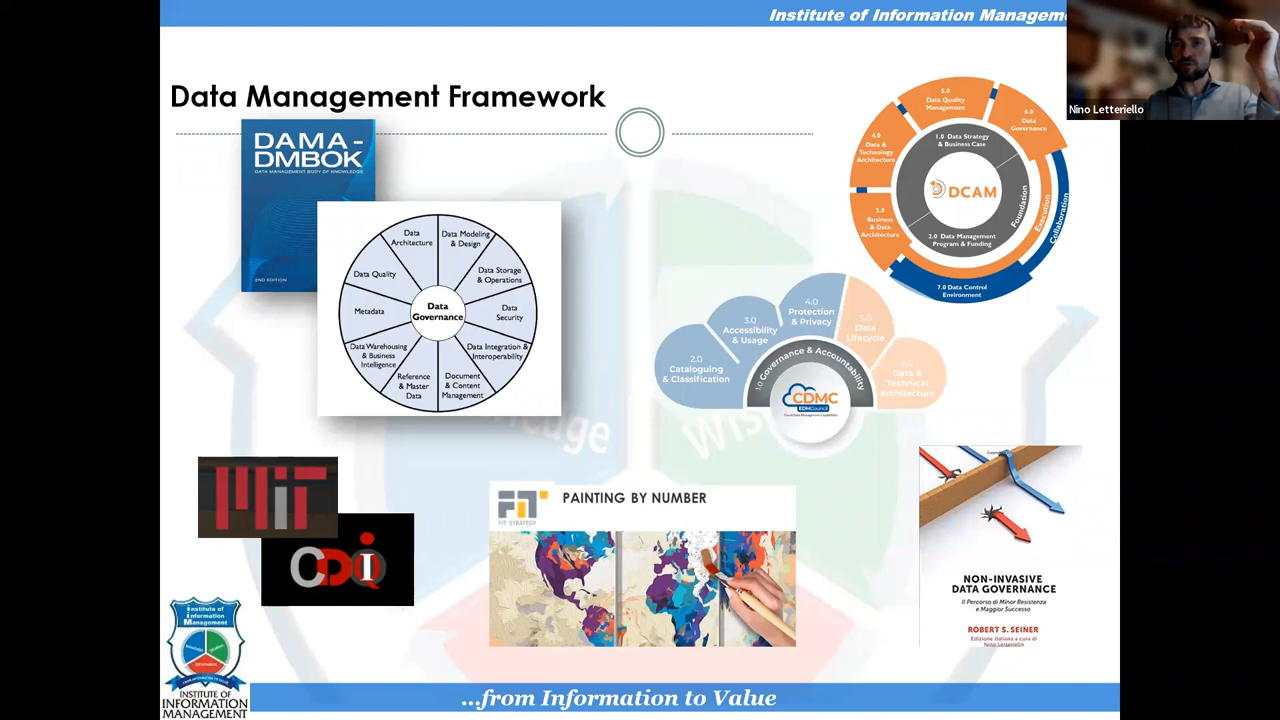 Institute of Information Managem
Nino Letteriello
Data Management Framework
DAMA-
DMBOK
DATA MANAGEMENT BODY OF KNOWLEDGE
2ND EDITION
Data
Architecture
Data Modeling
& Design
Data Quality
Data Storage
& Operations
Metadata
Data
Governance
Data
Security
Data Warehousing
& Business
Intelligence
Data Integration &
Interoperability
Reference
& Master
Data
Document
& Content
Management
5.0
Data Quality
Management
6.0
Data
Governance
4.0
Data &
Technology
Architecture
1.0 Data Strategy
& Business Case
DCAM
Foundation
Execution
Collaboration
3.0
Business
& Data
Architecture
2.0 Data Management
Program & Funding
7.0 Data Control
Environment
4.0
Protection
& Privacy
3.0
Accessibility
& Usage
5.0
Data
Lifecycle
2.0
Cataloguing
& Classification
1.0 Governance & Accountability
6.0
Data &
Technical
Architecture
CDMC
EDMCouncil
Cloud Data Management Capabilities
MIT
CDOIQ
FIT
FIT STRATEGY
PAINTING BY NUMBER
NON-INVASIVE
DATA GOVERNANCE
Il Percorso di Minor Resistenza
e Maggior Successo
ROBERT S. SEINER
Edizione Italiana a cura di
Nino Letteriello
Institute of
Information
Management
INSTITUTE OF
INFORMATION
MANAGEMENT
...from Information to Value